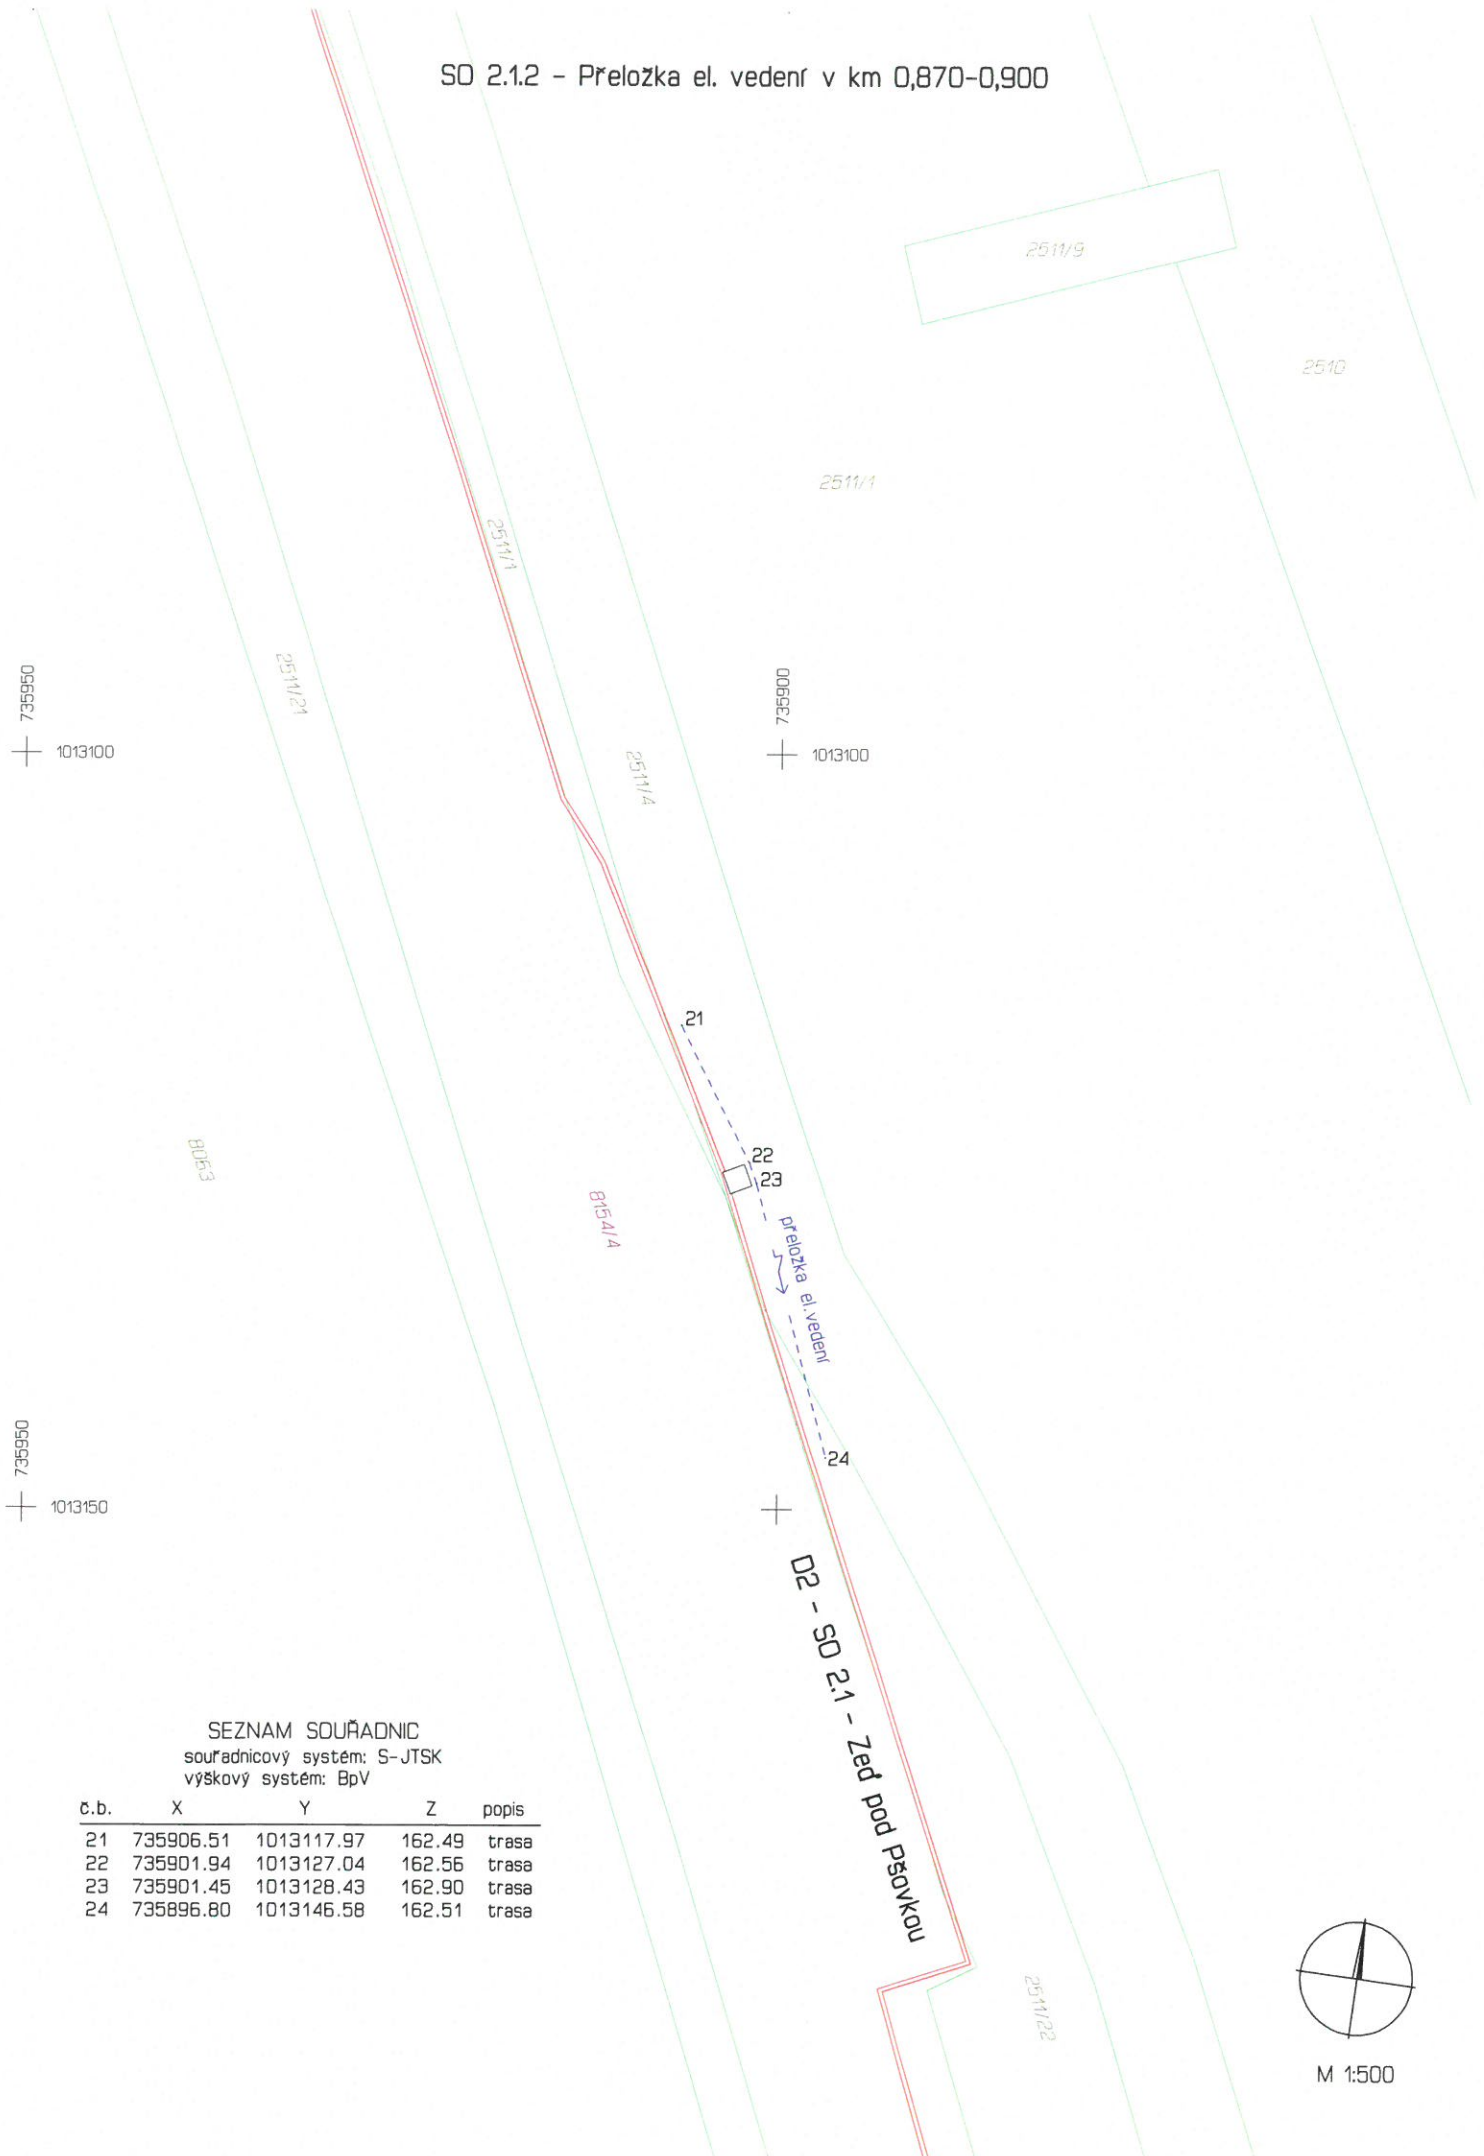 SO 2.1.2 - Přeložka el. vedení v km 0,870-0,900
2511/9
2510
2511/1
2511/1
2511/21
735950
1013100
735900
1013100
2511/4
21
22
23
8053
8154/4
přeložka el.vedení
24
735950
1013150
D2 - SO 2.1 - Zeď pod Pšovkou
SEZNAM SOUŘADNIC
souřadnicový systém: S-JTSK
výškový systém: BpV
č.b. X Y Z popis
21 735906.51 1013117.97 162.49 trasa
22 735901.94 1013127.04 162.56 trasa
23 735901.45 1013128.43 162.90 trasa
24 735896.80 1013146.58 162.51 trasa
2511/22
M 1:500